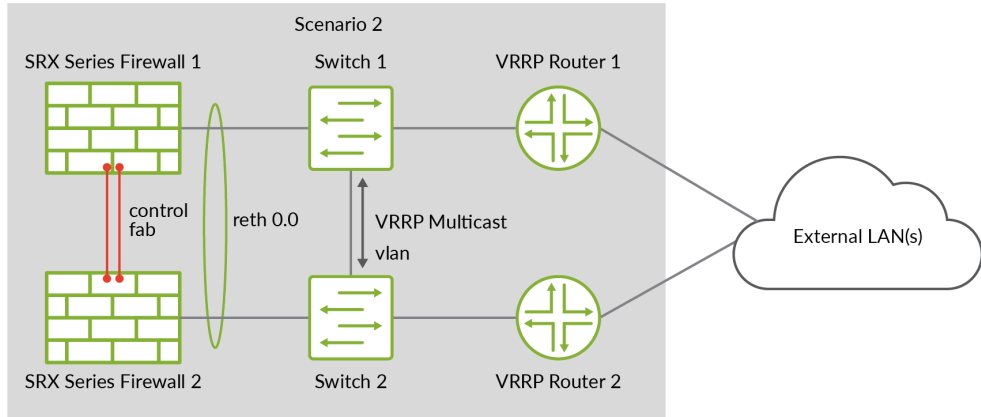 Scenario 2
SRX Series Firewall 1
Switch 1
VRRP Router 1
control
fab
reth 0.0
VRRP Multicast
vlan
External LAN(s)
SRX Series Firewall 2
Switch 2
VRRP Router 2